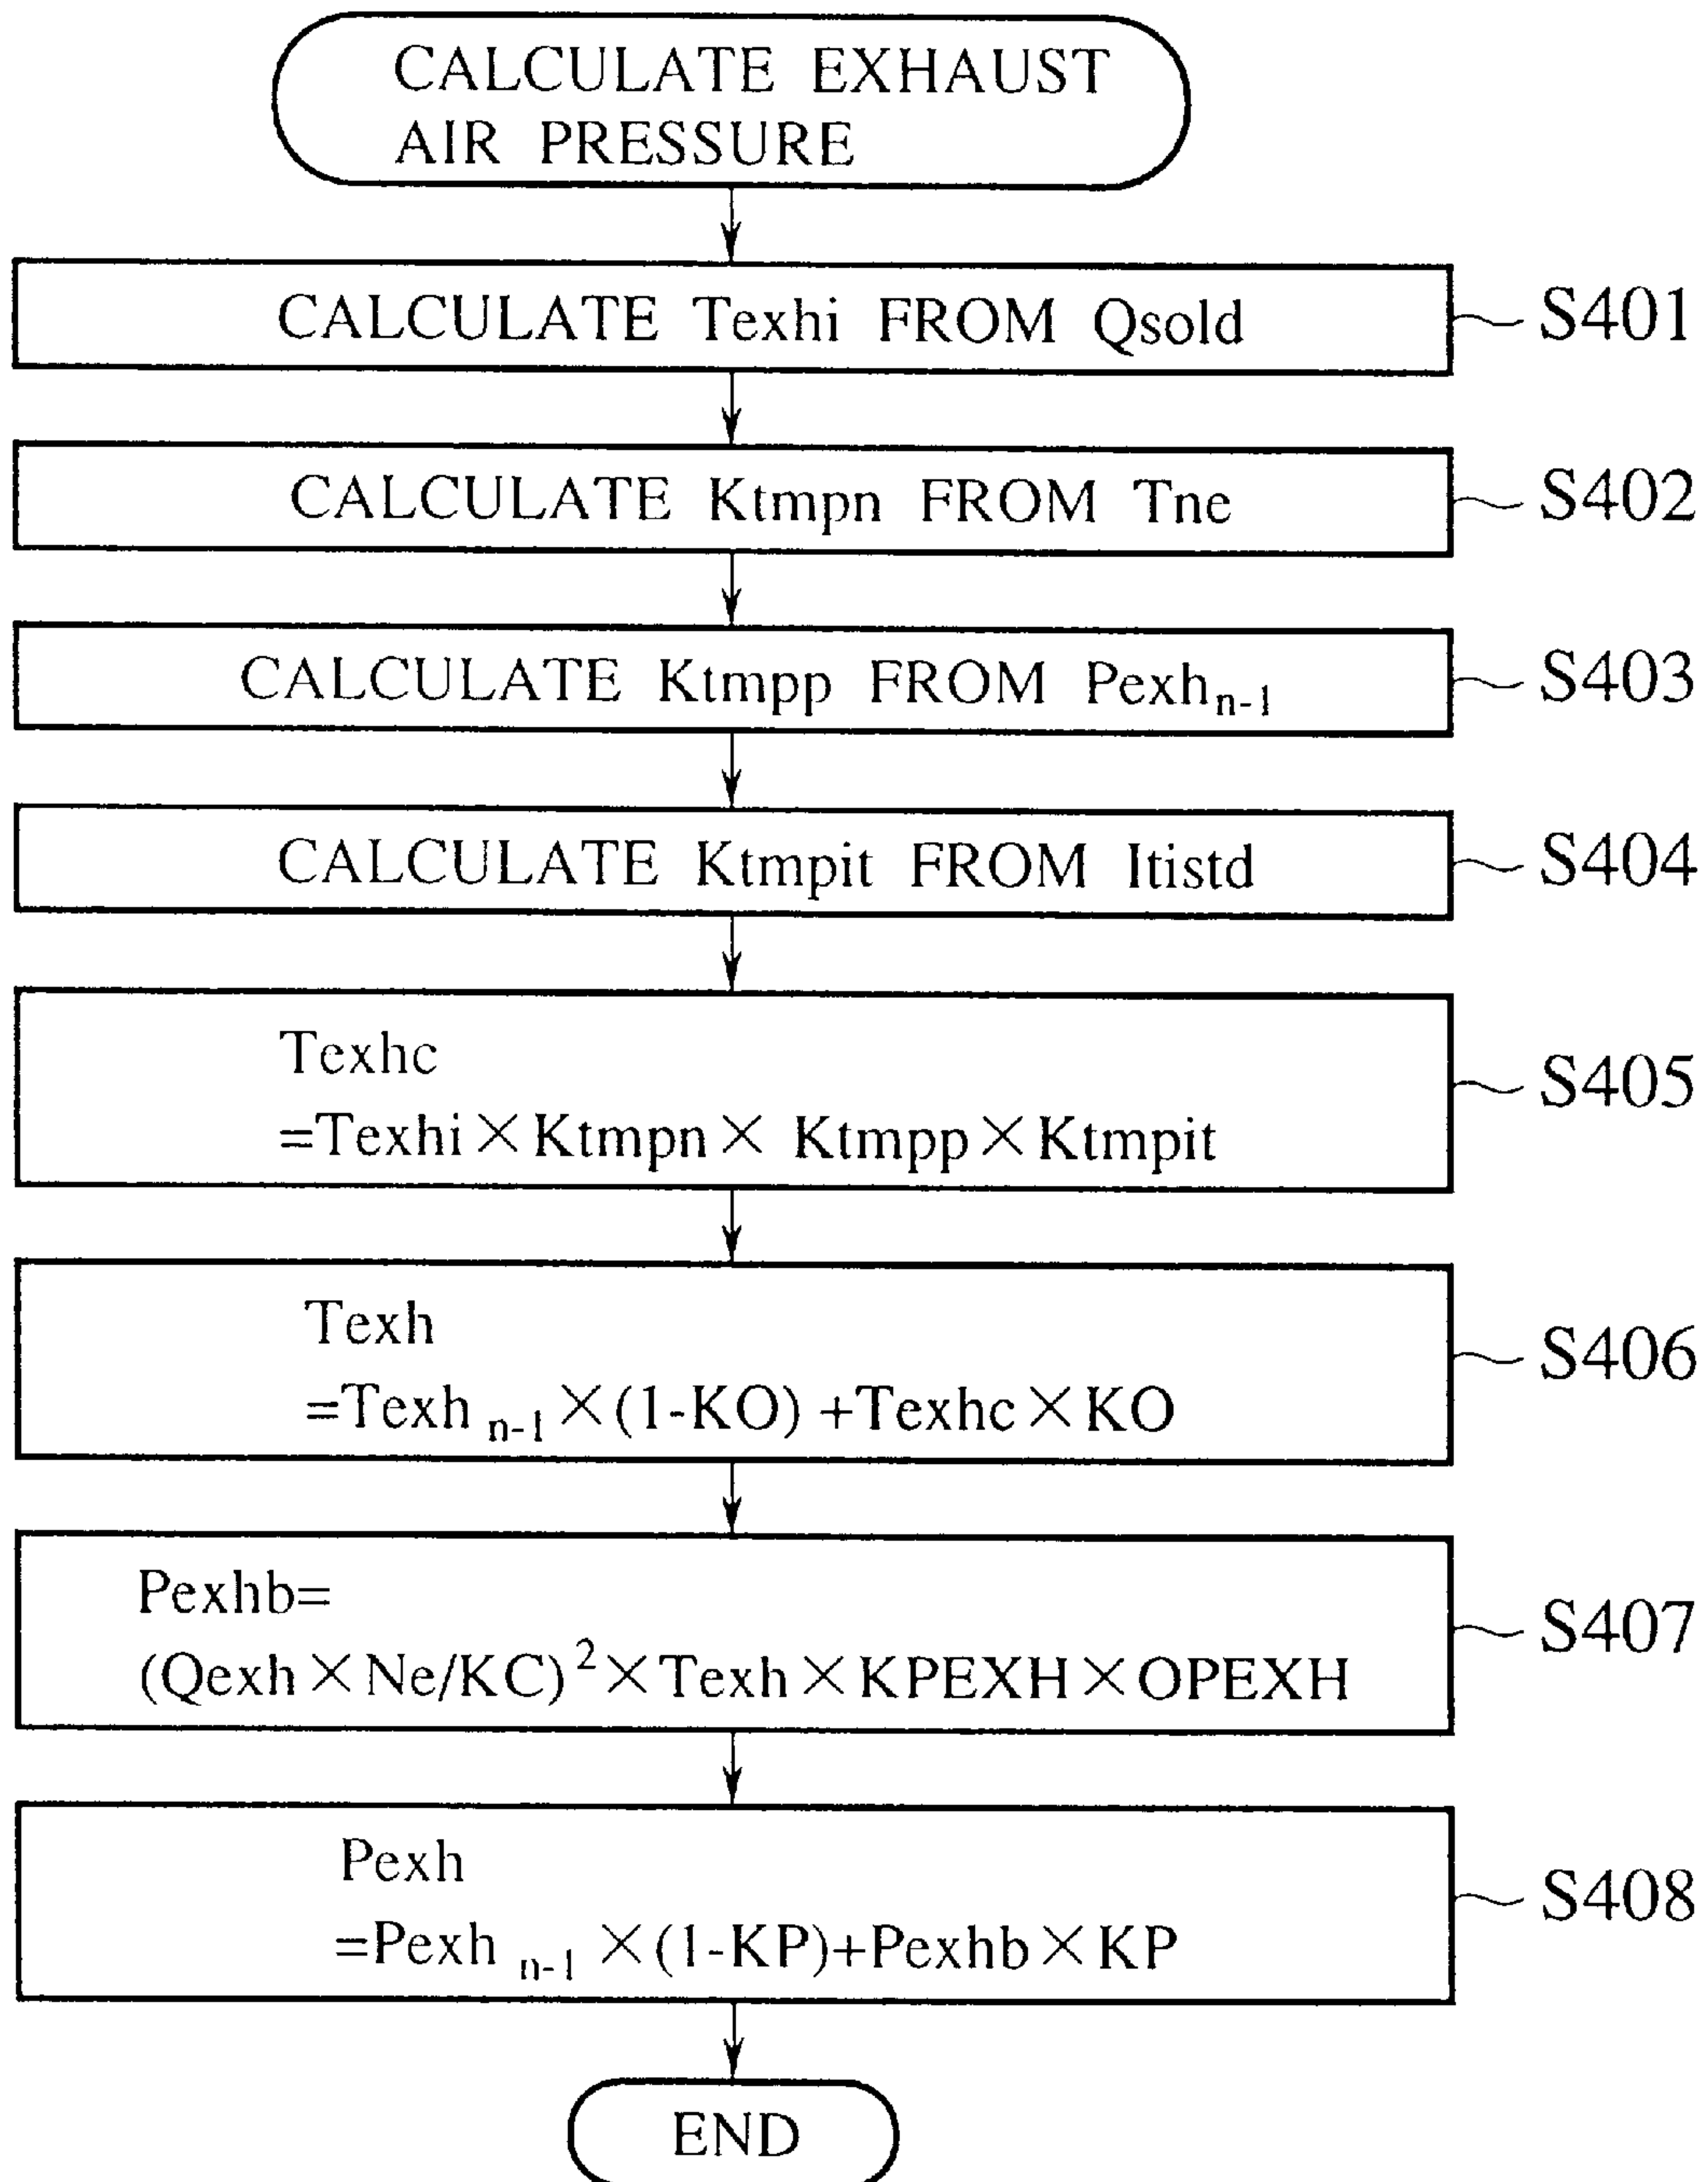 CALCULATE EXHAUST
AIR PRESSURE
CALCULATE Texhi FROM Qsold
S401
CALCULATE Ktmpn FROM Tne
S402
CALCULATE Ktmpp FROM Pexhₙ₋₁
S403
CALCULATE Ktmpit FROM Itistd
S404
Texhc
=Texhi×Ktmpn× Ktmpp×Ktmpit
S405
Texh
=Texh ₙ₋₁×(1-KO) +Texhc×KO
S406
Pexhb=
(Qexh×Ne/KC)²×Texh×KPEXH×OPEXH
S407
Pexh
=Pexh ₙ₋₁ ×(1-KP)+Pexhb×KP
S408
END